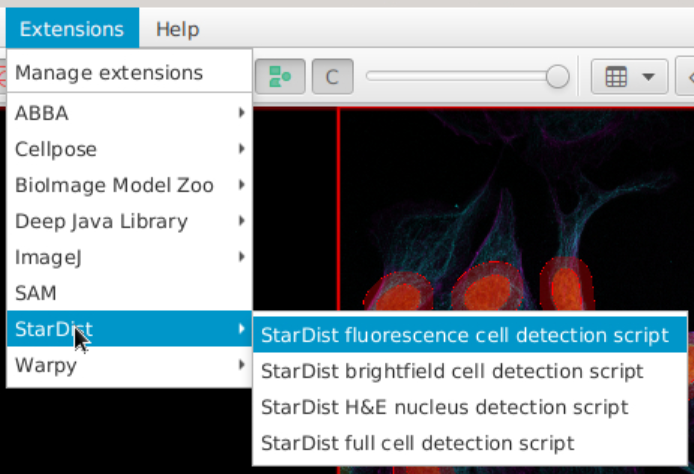 Extensions Help
Manage extensions
C
ABBA
Cellpose
BioImage Model Zoo
Deep Java Library
ImageJ
SAM
StarDist
StarDist fluorescence cell detection script
Warpy
StarDist brightfield cell detection script
StarDist H&E nucleus detection script
StarDist full cell detection script